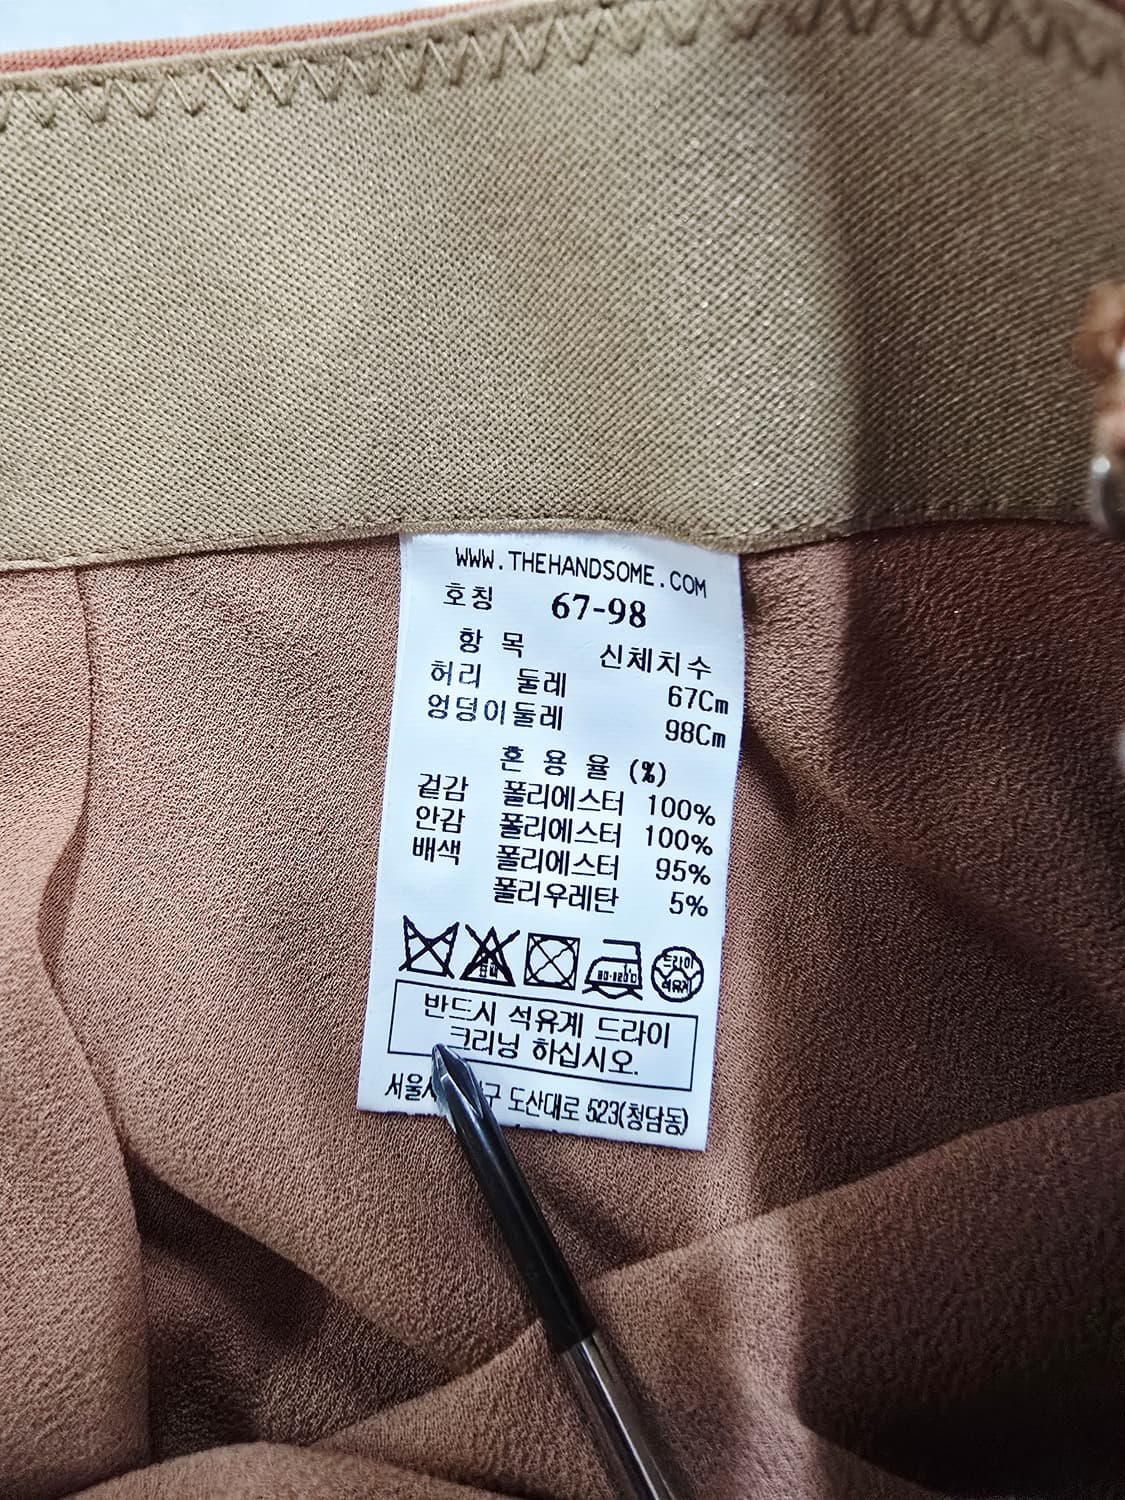 WWW.THEHANDSOME.COM
호칭 67-98
항 목 신체치수
허리 둘레 67Cm
엉덩이둘레 98Cm
혼 용 율 (%)
겉감 폴리에스터 100%
안감 폴리에스터 100%
배색 폴리에스터 95%
폴리우레탄 5%
80-120℃
드라이
석유계
반드시 석유계 드라이
크리닝 하십시오.
도산대로 523(청담동)